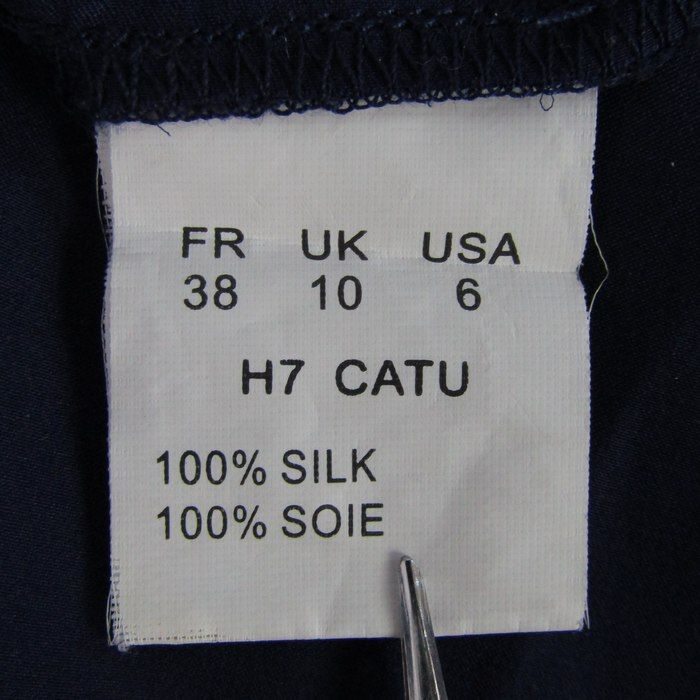 FR UK USA
38 10 6
H7 CATU
100% SILK
100% SOIE